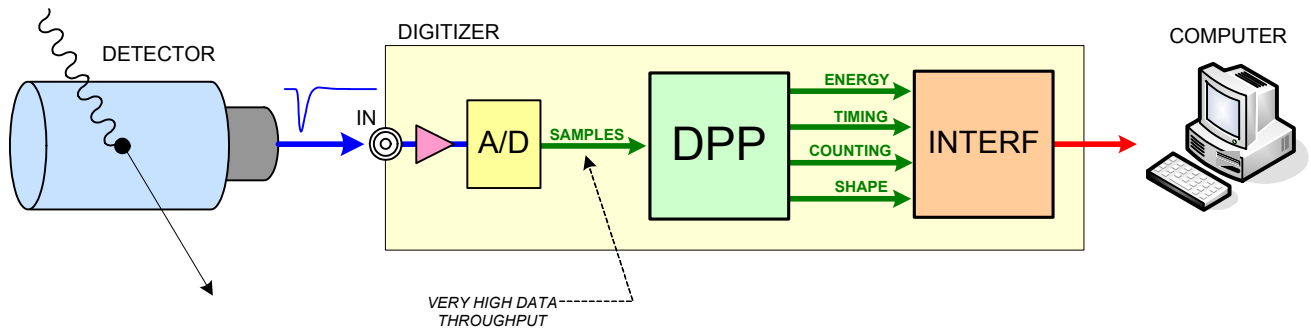 DETECTOR
DIGITIZER
COMPUTER
IN
A/D
SAMPLES
DPP
ENERGY
TIMING
COUNTING
SHAPE
INTERF
VERY HIGH DATA
THROUGHPUT